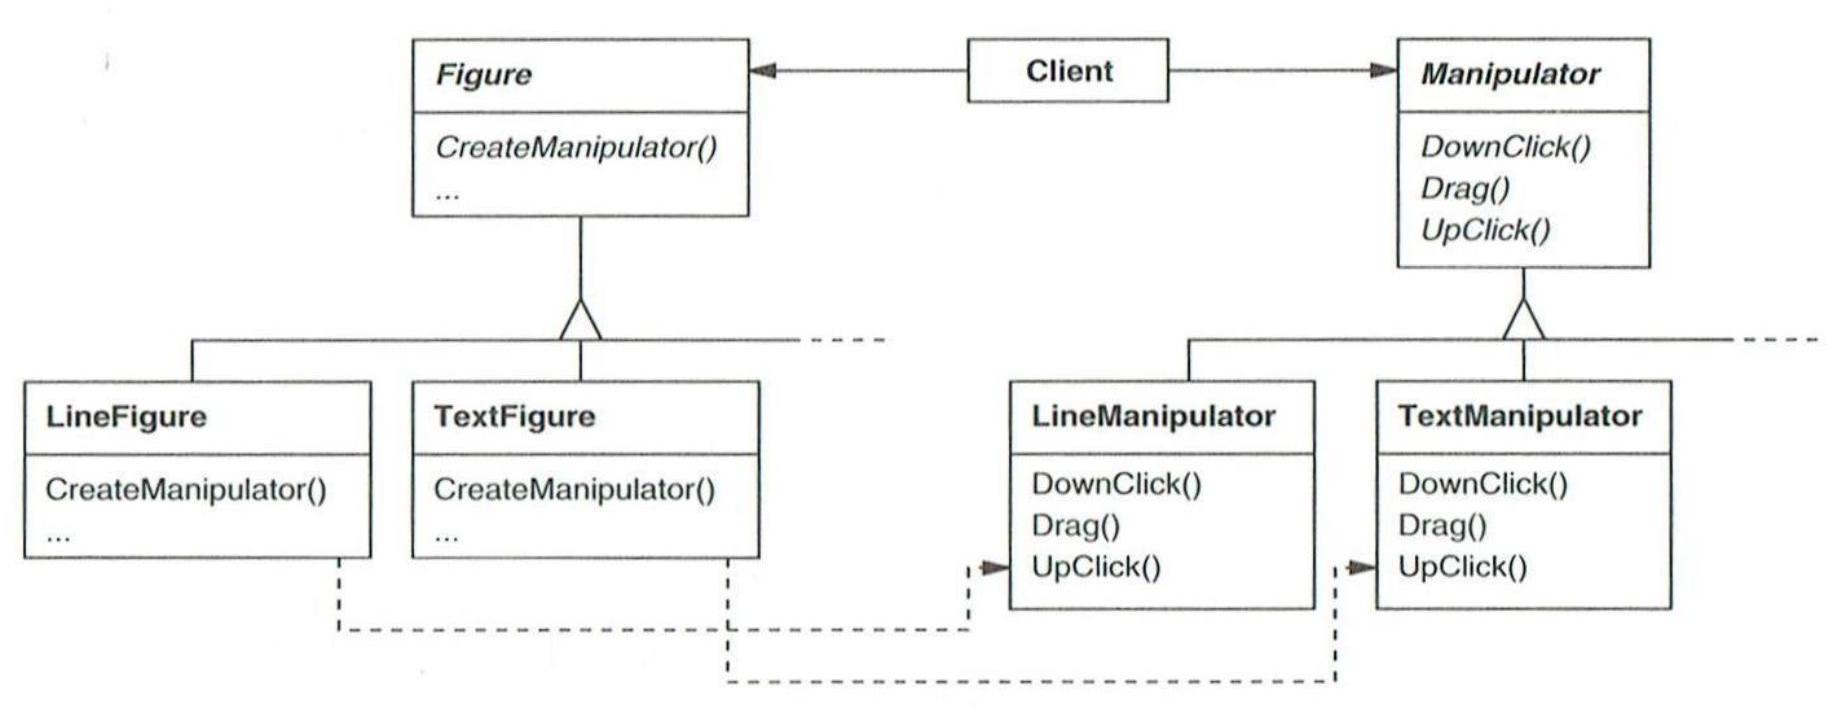 Figure
CreateManipulator()
...
Client
Manipulator
DownClick()
Drag()
UpClick()
LineFigure
CreateManipulator()
...
TextFigure
CreateManipulator()
...
LineManipulator
DownClick()
Drag()
UpClick()
TextManipulator
DownClick()
Drag()
UpClick()